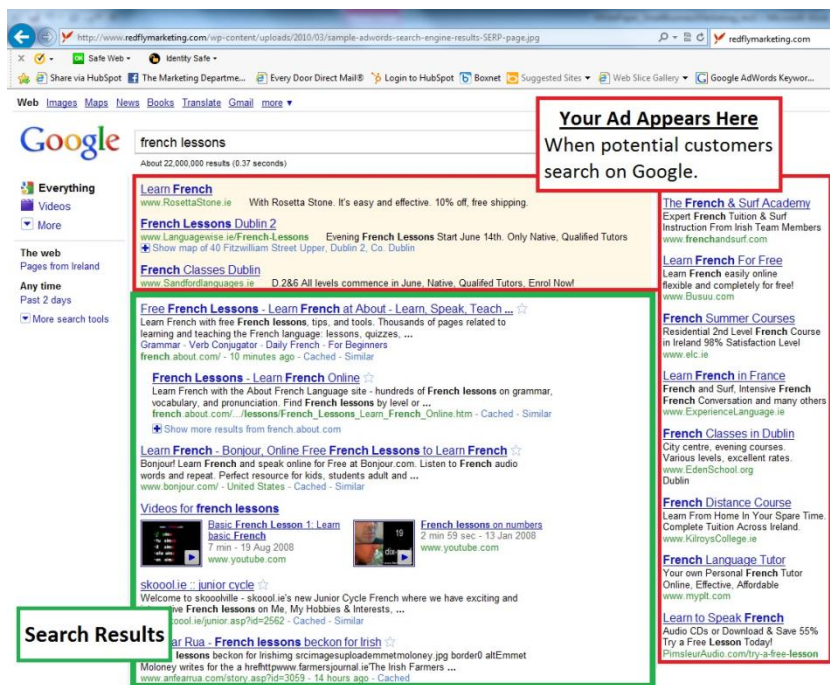 http://www.redflymarketing.com/wp-content/uploads/2010/03/sample-adwords-search-engine-results-SERP-page.jpg
redflymarketing.com
Safe Web
Identity Safe
Share via HubSpot The Marketing Departme... Every Door Direct Mail® Login to HubSpot Boxnet Suggested Sites Web Slice Gallery Google AdWords Keywor...
Web Images Maps News Books Translate Gmail more
Your Ad Appears Here
When potential customers
search on Google.
Google
french lessons
About 22,000,000 results (0.37 seconds)
Everything
Videos
More
The web
Pages from Ireland
Any time
Past 2 days
More search tools
Learn French
www.RosettaStone.ie With Rosetta Stone. It's easy and effective. 10% off, free shipping.
French Lessons Dublin 2
www.Languagewise.ie/French-Lessons Evening French Lessons Start June 14th. Only Native, Qualified Tutors
Show map of 40 Fitzwilliam Street Upper, Dublin 2, Co. Dublin
French Classes Dublin
www.Sandfordlanguages.ie D.2&6 All levels commence in June, Native, Qualifed Tutors, Enrol Now!
Free French Lessons - Learn French at About - Learn, Speak, Teach ...
Learn French with free French lessons, tips, and tools. Thousands of pages related to
learning and teaching the French language: lessons, quizzes, ...
Grammar - Verb Conjugator - Daily French - For Beginners
french.about.com/ - 10 minutes ago - Cached - Similar
French Lessons - Learn French Online
Learn French with the About French Language site - hundreds of French lessons on grammar,
vocabulary, and pronunciation. Find French lessons by level or ...
french.about.com/.../lessons/French_Lessons_Learn_French_Online.htm - Cached - Similar
Show more results from french.about.com
Learn French - Bonjour, Online Free French Lessons to Learn French
Bonjour! Learn French and speak online for Free at Bonjour.com. Listen to French audio
words and repeat. Perfect resource for kids, students adult and ...
www.bonjour.com/ - United States - Cached - Similar
Videos for french lessons
Basic French Lesson 1: Learn
basic French
7 min - 19 Aug 2008
www.youtube.com
French lessons on numbers
2 min 59 sec - 13 Jan 2008
www.youtube.com
skoool.ie :: junior cycle
Welcome to skooolville - skoool.ie's new Junior Cycle French where we have exciting and
French lessons on Me, My Hobbies & Interests, ...
/junior.asp?id=2562 - Cached - Similar
Rua - French lessons beckon for Irish
lessons beckon for Irishimg srcimagesuploademmetmoloney.jpg border0 altEmmet
Moloney writes for the a hrefhttpwww.farmersjournal.ie'The Irish Farmers ...
www.anfearrua.com/story.asp?id=3059 - 14 hours ago - Cached
Search Results
The French & Surf Academy
Expert French Tuition & Surf
Instruction From Irish Team Members
www.frenchandsurf.com
Learn French For Free
Learn French easily online
flexible and completely for free!
www.Busuu.com
French Summer Courses
Residential 2nd Level French Course
in Ireland 98% Satisfaction Level
www.elc.ie
Learn French in France
French and Surf, Intensive French
French Conversation and many others
www.ExperienceLanguage.ie
French Classes in Dublin
City centre, evening courses.
Various levels, excellent rates.
www.EdenSchool.org
Dublin
French Distance Course
Learn From Home In Your Spare Time.
Complete Tuition Across Ireland.
www.KilroysCollege.ie
French Language Tutor
Your own Personal French Tutor
Online, Effective, Affordable
www.myplt.com
Learn to Speak French
Audio CDs or Download & Save 55%
Try a Free Lesson Today!
PimsleurAudio.com/try-a-free-lesson